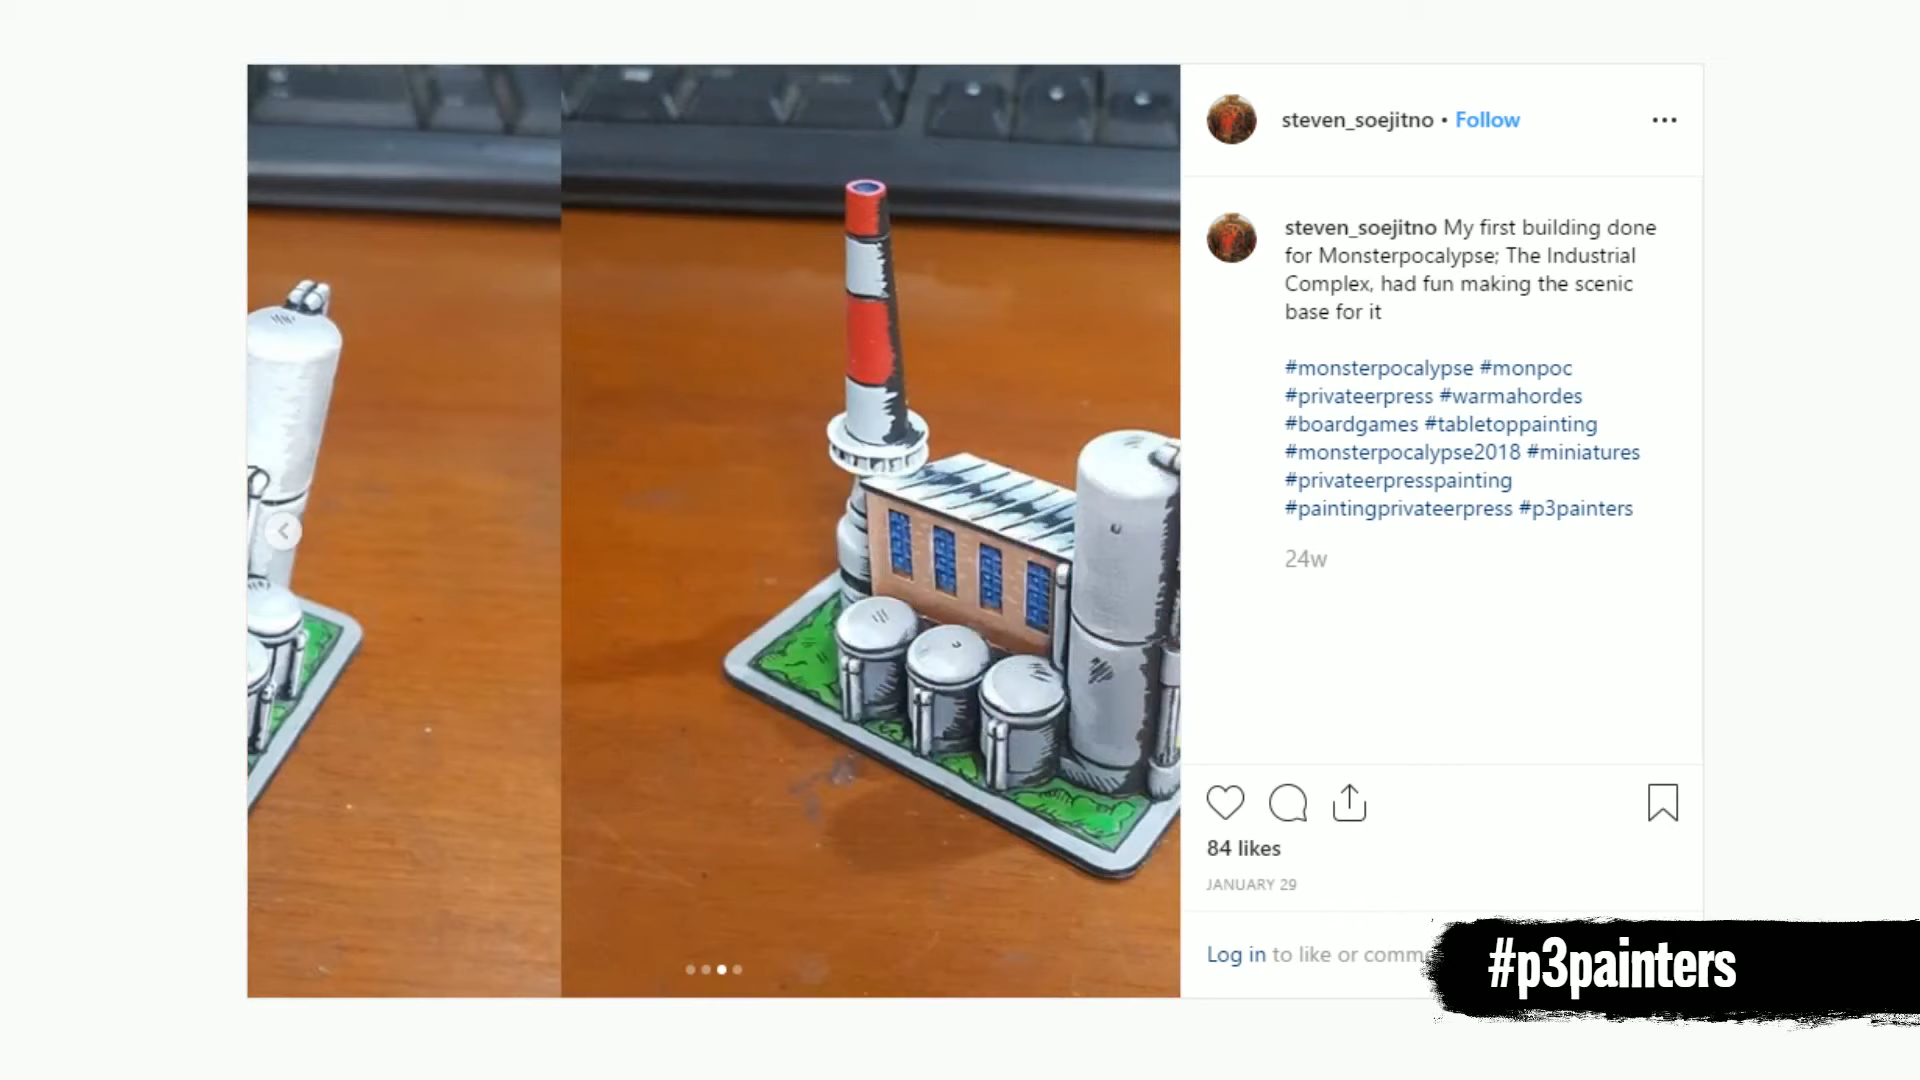 steven_soejitno • Follow
steven_soejitno My first building done
for Monsterpocalypse; The Industrial
Complex, had fun making the scenic
base for it
#monsterpocalypse #monpoc
#privateerpress #warmahordes
#boardgames #tabletoppainting
#monsterpocalypse2018 #miniatures
#privateerpresspainting
#paintingprivateerpress #p3painters
24w
84 likes
JANUARY 29
Log in to like or comme
#p3painters